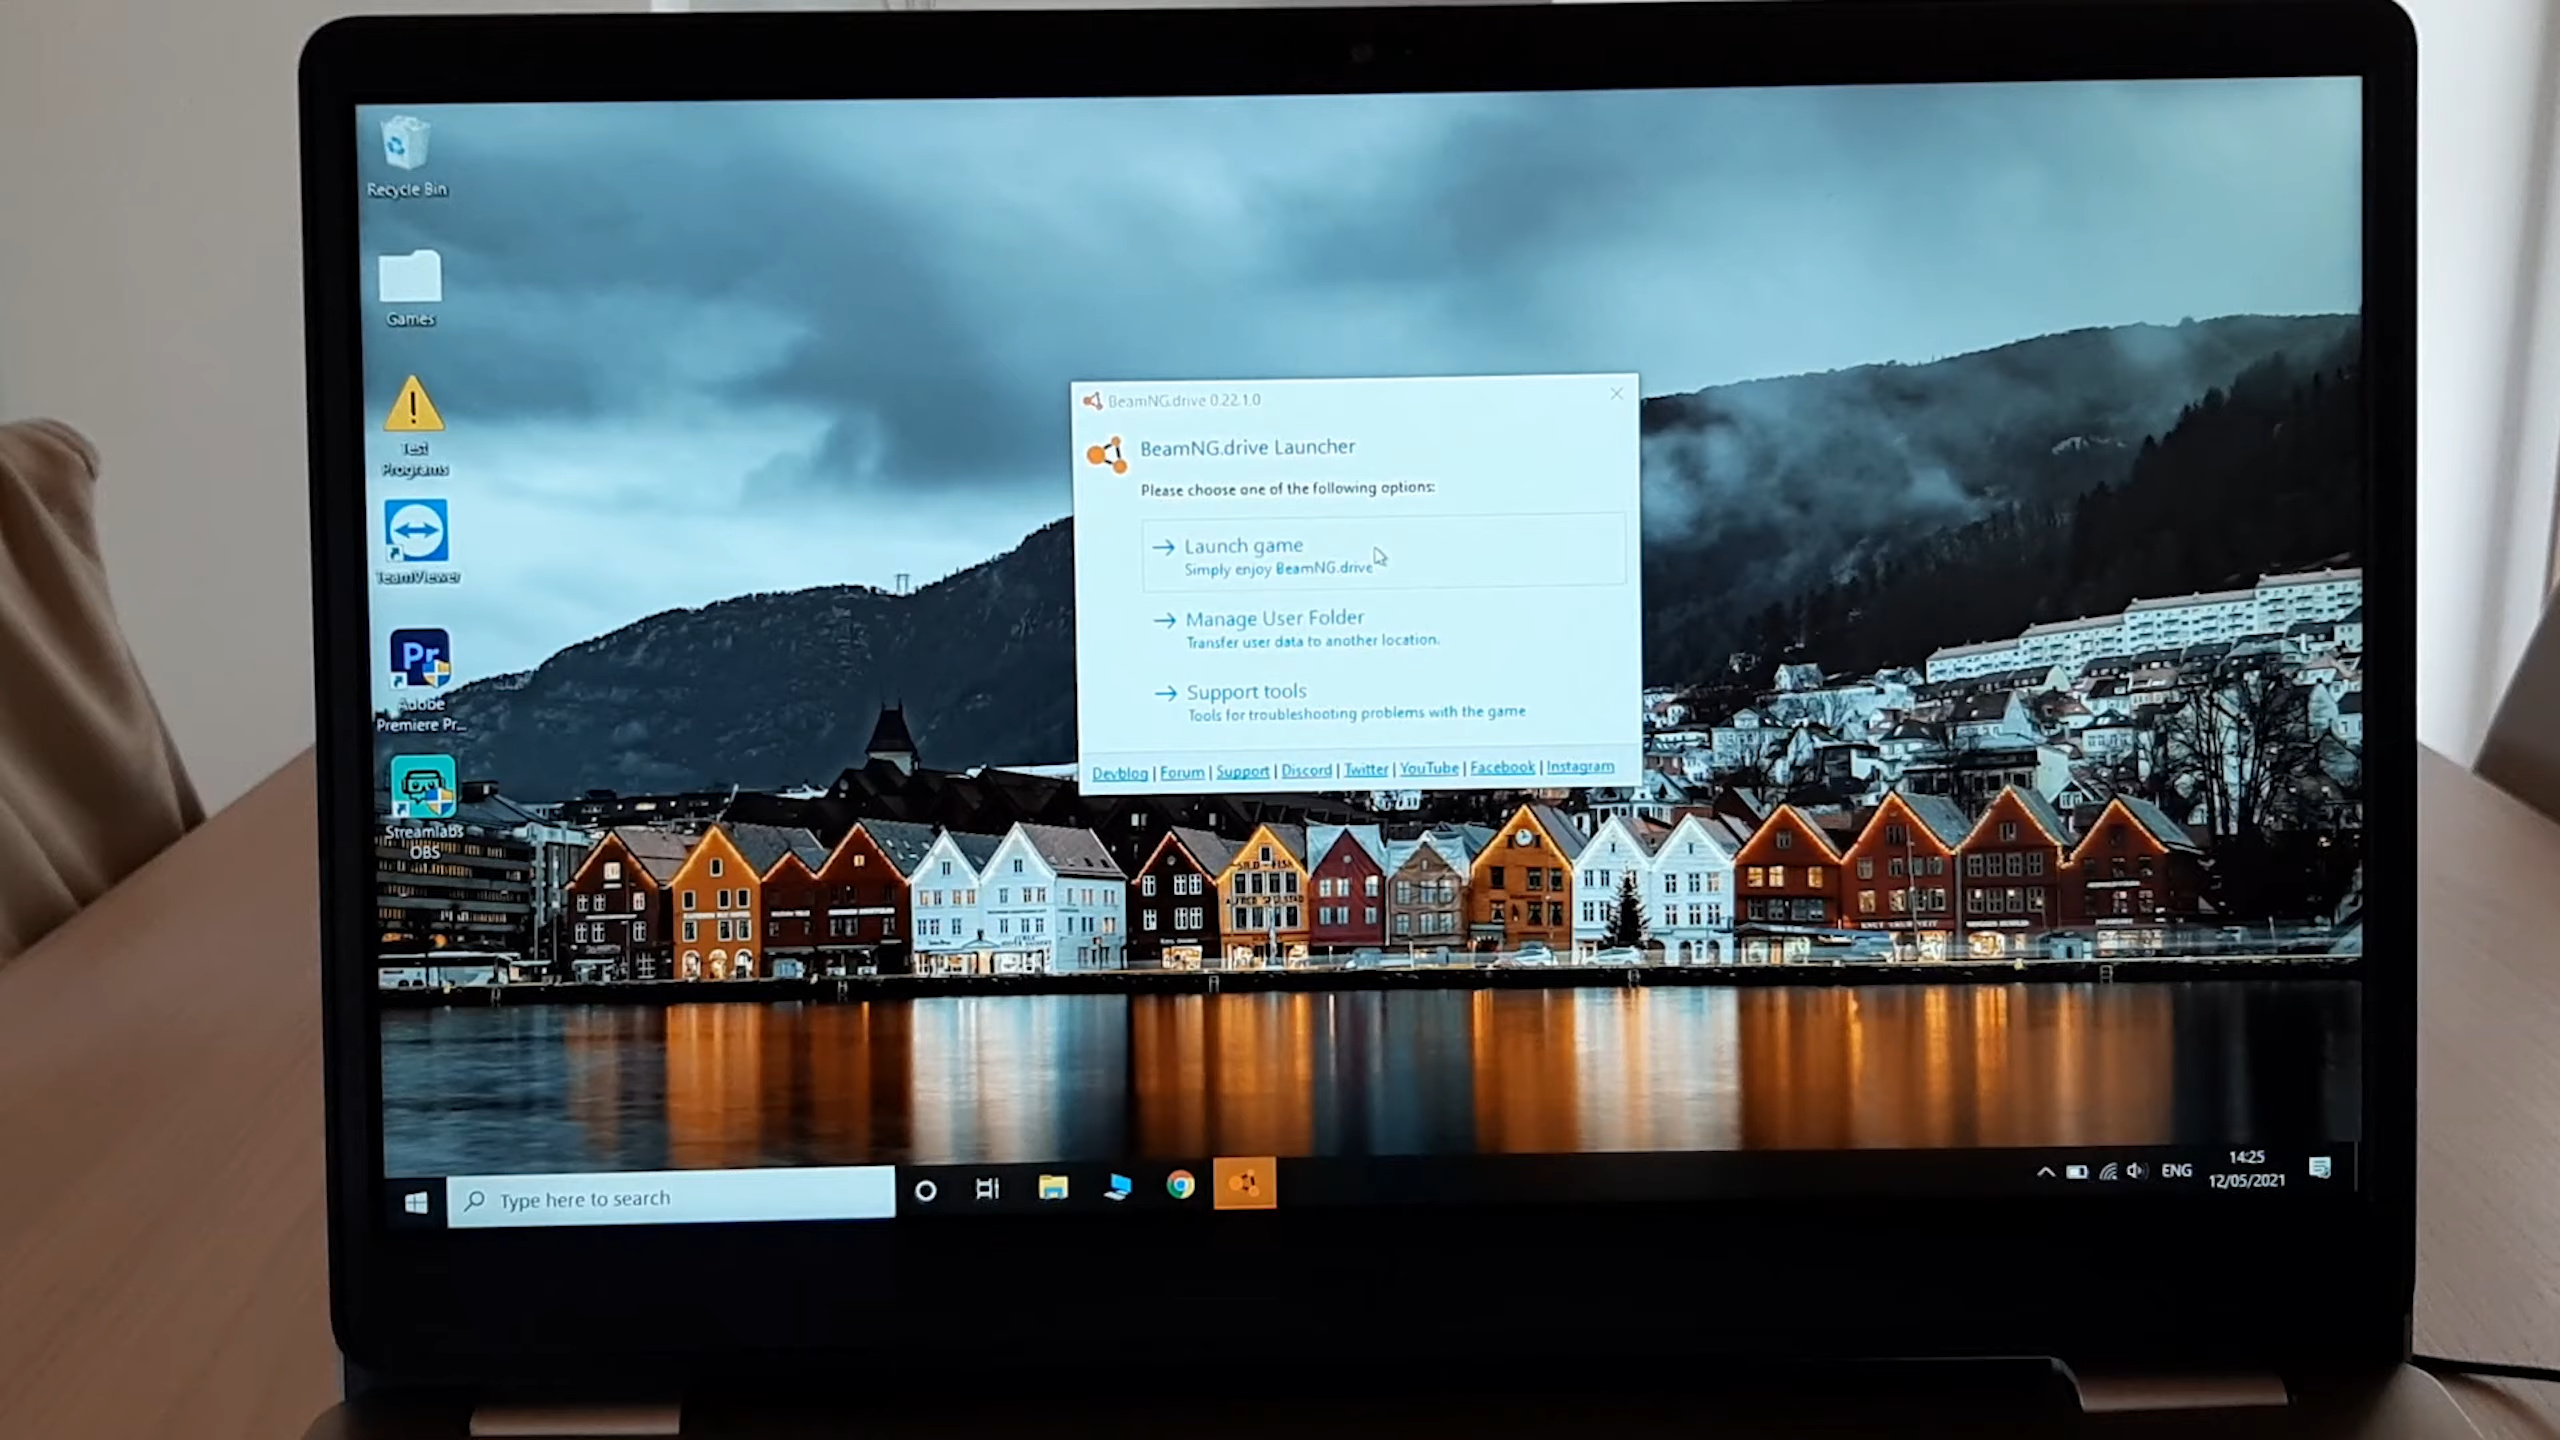 Recycle Bin
Games
Test
Programs
TeamViewer
Pr
Adobe
Premiere Pr...
Streamlabs
OBS
BeamNG.drive 0.22.1.0
BeamNG.drive Launcher
Please choose one of the following options:
Launch game
Simply enjoy BeamNG.drive
Manage User Folder
Transfer user data to another location.
Support tools
Tools for troubleshooting problems with the game
Devblog | Forum | Support | Discord | Twitter | YouTube | Facebook | Instagram
Type here to search
ENG
14:25
12/05/2021